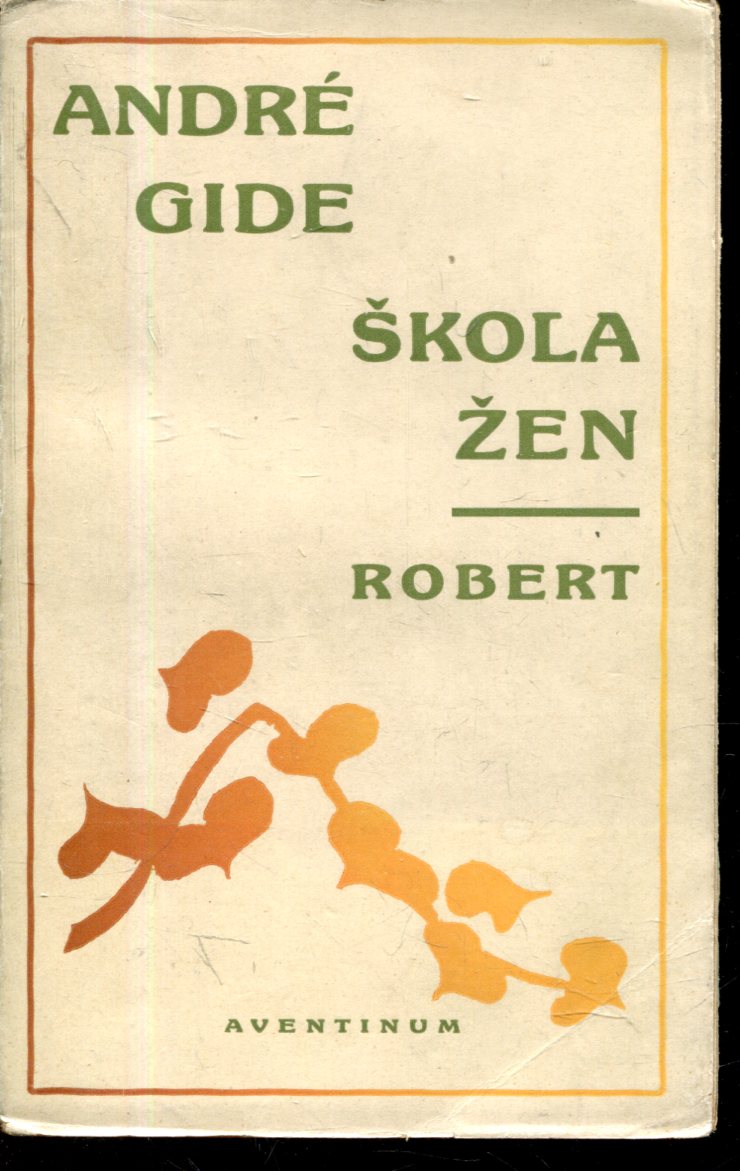 ANDRÉ
GIDE
ŠKOLA
ŽEN
ROBERT
AVENTINUM